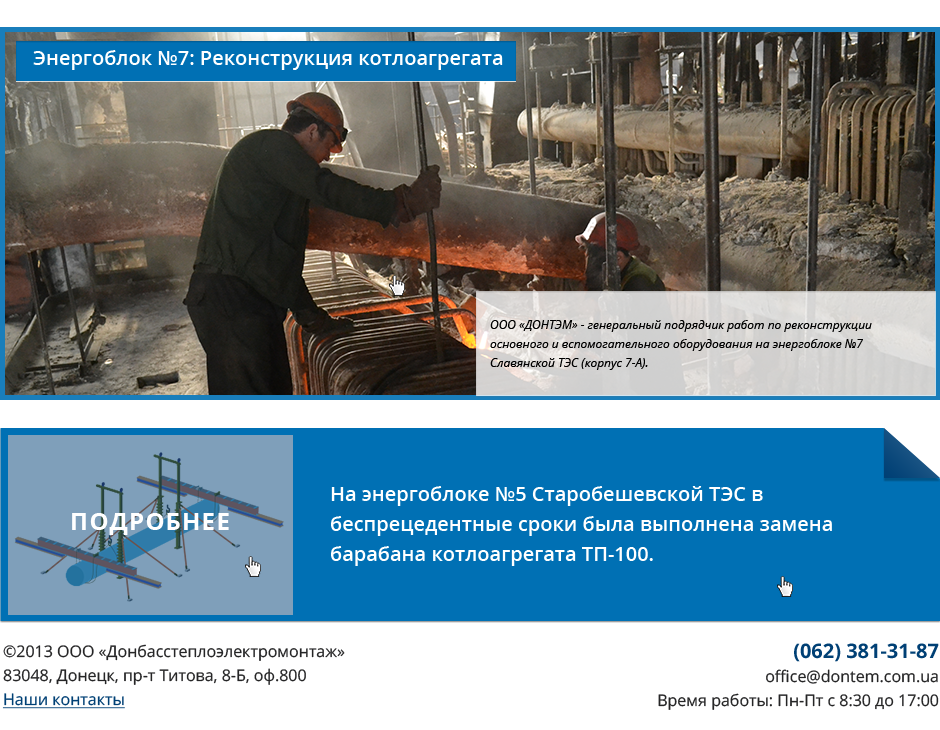 Энергоблок №7: Реконструкция котлоагрегата
ООО «ДОНТЭМ» - генеральный подрядчик работ по реконструкции
основного и вспомогательного оборудования на энергоблоке №7
Славянской ТЭС (корпус 7-А).
ПОДРОБНЕЕ
На энергоблоке №5 Старобешевской ТЭС в
беспрецедентные сроки была выполнена замена
барабана котлоагрегата ТП-100.
©2013 ООО «Донбасстеплоэлектромонтаж»
83048, Донецк, пр-т Титова, 8-Б, оф.800
Наши контакты
(062) 381-31-87
office@dontem.com.ua
Время работы: Пн-Пт с 8:30 до 17:00